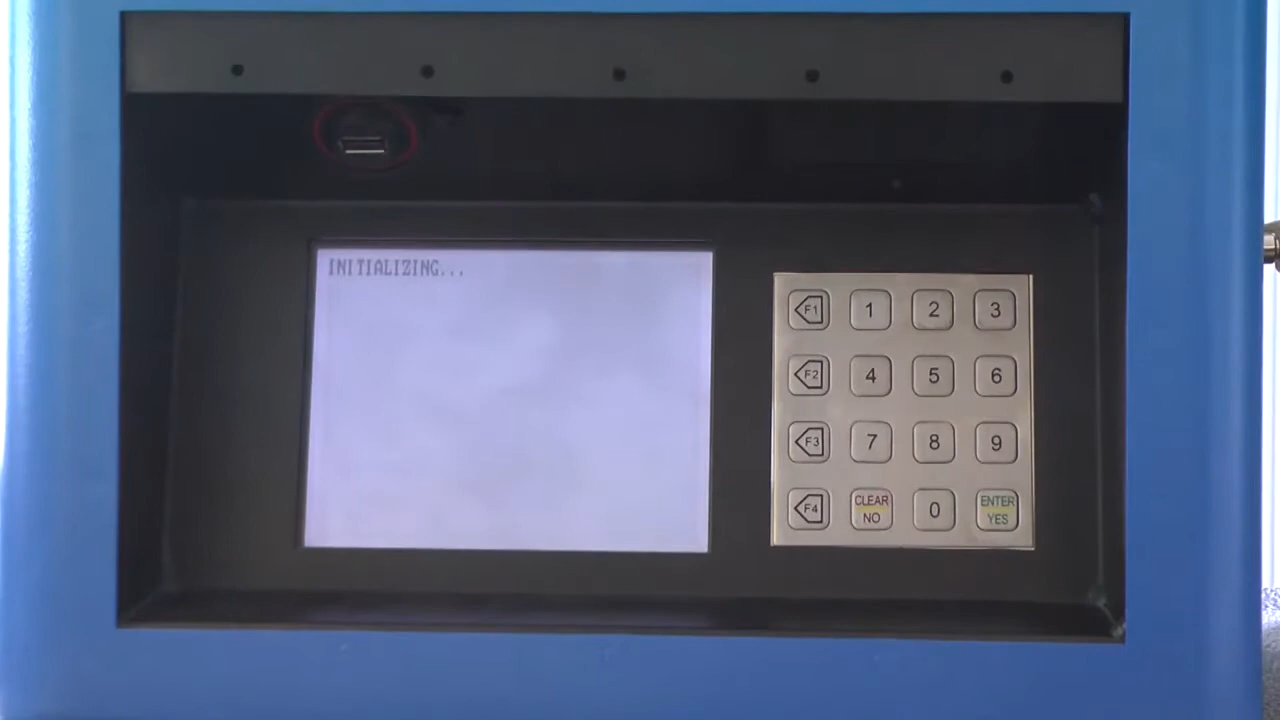 INITIALIZING...
F1 1 2 3
F2 4 5 6
F3 7 8 9
F4 CLEAR NO 0 ENTER YES